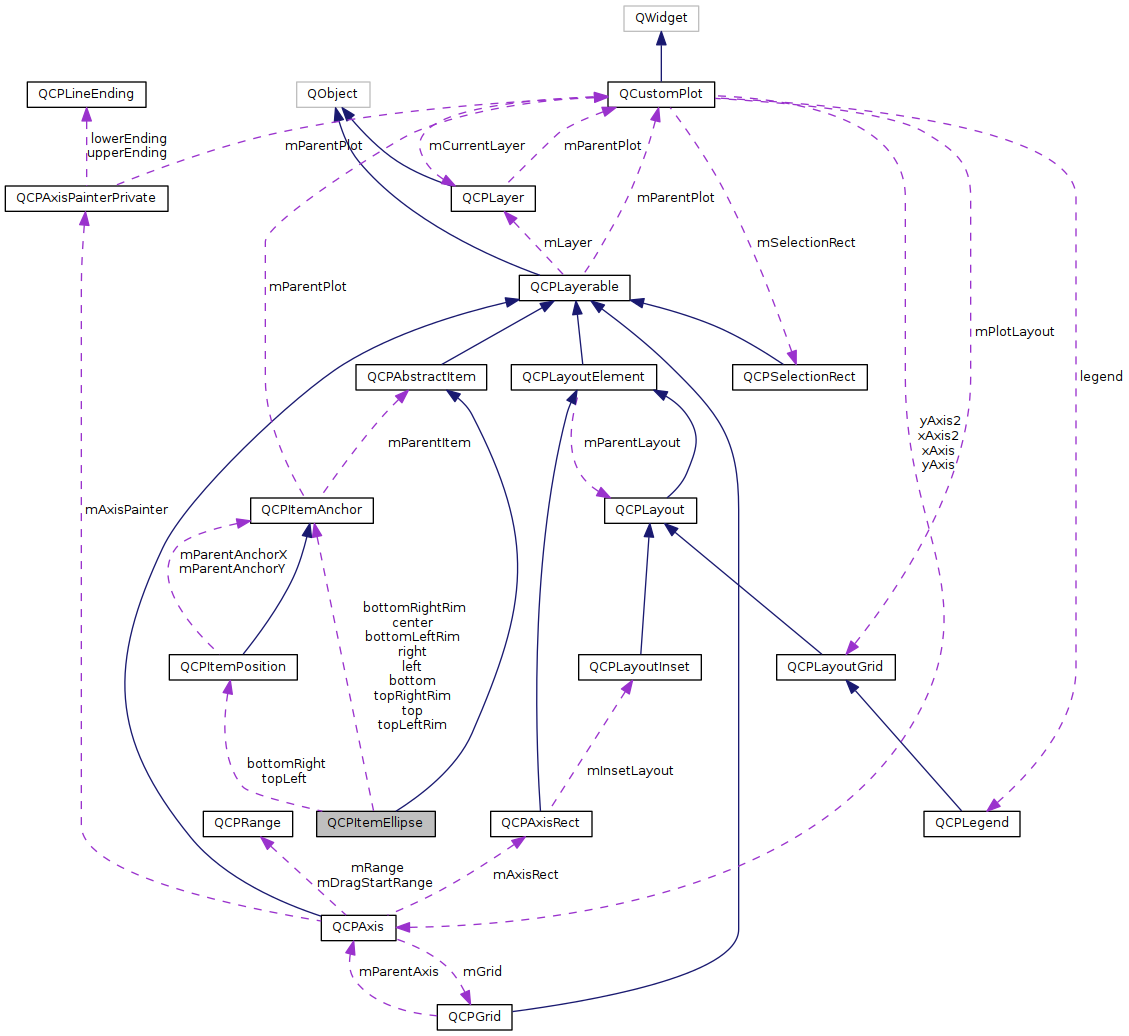 QWidget
QCPLineEnding
QObject
QCustomPlot
lowerEnding
upperEnding
mParentPlot
mCurrentLayer
mParentPlot
QCPAxisPainterPrivate
QCPLayer
mParentPlot
mLayer
mSelectionRect
mParentPlot
QCPLayerable
mPlotLayout
QCPAbstractItem
QCPLayoutElement
QCPSelectionRect
legend
yAxis2
xAxis2
xAxis
yAxis
mParentItem
mParentLayout
mAxisPainter
QCPItemAnchor
QCPLayout
mParentAnchorX
mParentAnchorY
bottomRightRim
center
bottomLeftRim
right
left
bottom
topRightRim
top
topLeftRim
QCPItemPosition
QCPLayoutInset
QCPLayoutGrid
bottomRight
topLeft
mInsetLayout
QCPRange
QCPItemEllipse
QCPAxisRect
QCPLegend
mRange
mDragStartRange
mAxisRect
QCPAxis
mParentAxis
mGrid
QCPGrid